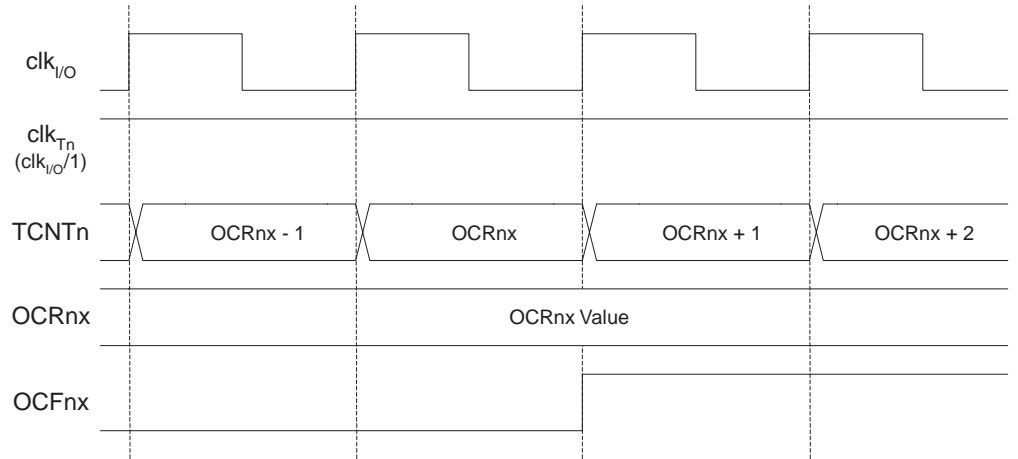 clkI/O
clkTn
(clkI/O/1)
TCNTn
OCRnx - 1
OCRnx
OCRnx + 1
OCRnx + 2
OCRnx
OCRnx Value
OCFnx